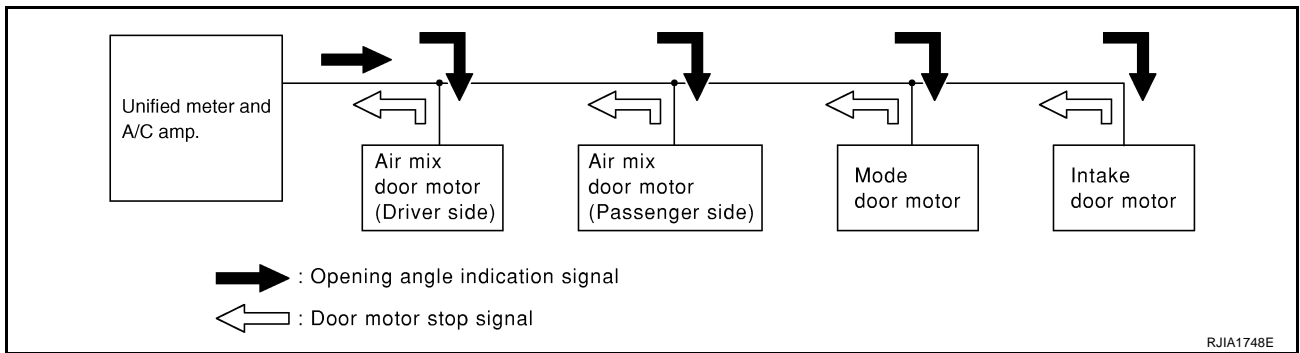 Unified meter and
A/C amp.
Air mix
door motor
(Driver side)
Air mix
door motor
(Passenger side)
Mode
door motor
Intake
door motor
: Opening angle indication signal
: Door motor stop signal
RJIA1748E